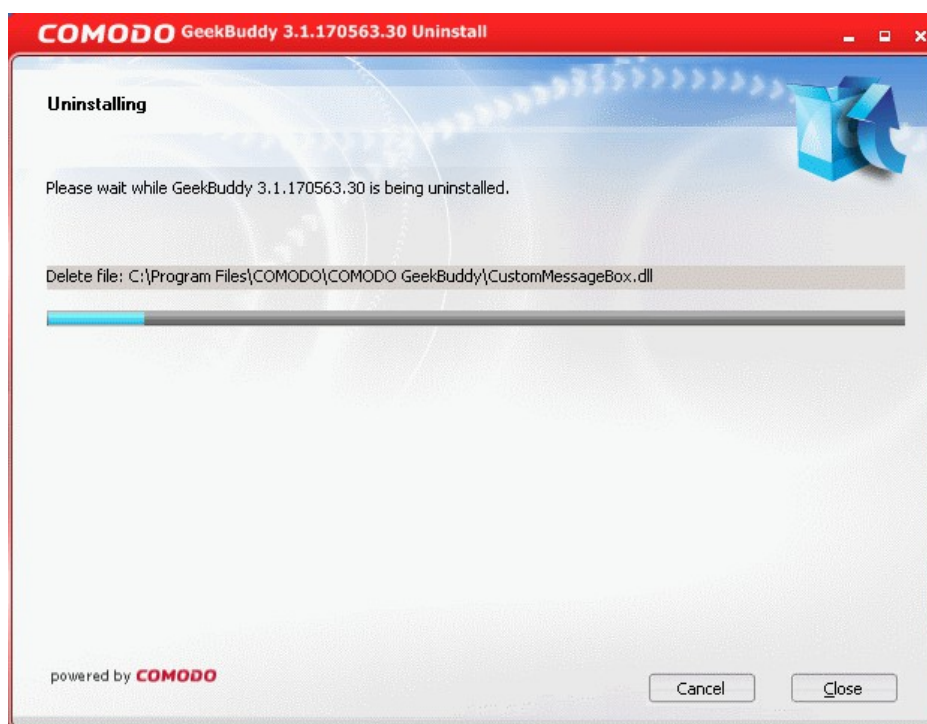 COMODO GeekBuddy 3.1.170563.30 Uninstall
Uninstalling
Please wait while GeekBuddy 3.1.170563.30 is being uninstalled.
Delete file: C:\Program Files\COMODO\COMODO GeekBuddy\CustomMessageBox.dll
powered by COMODO
Cancel
Close